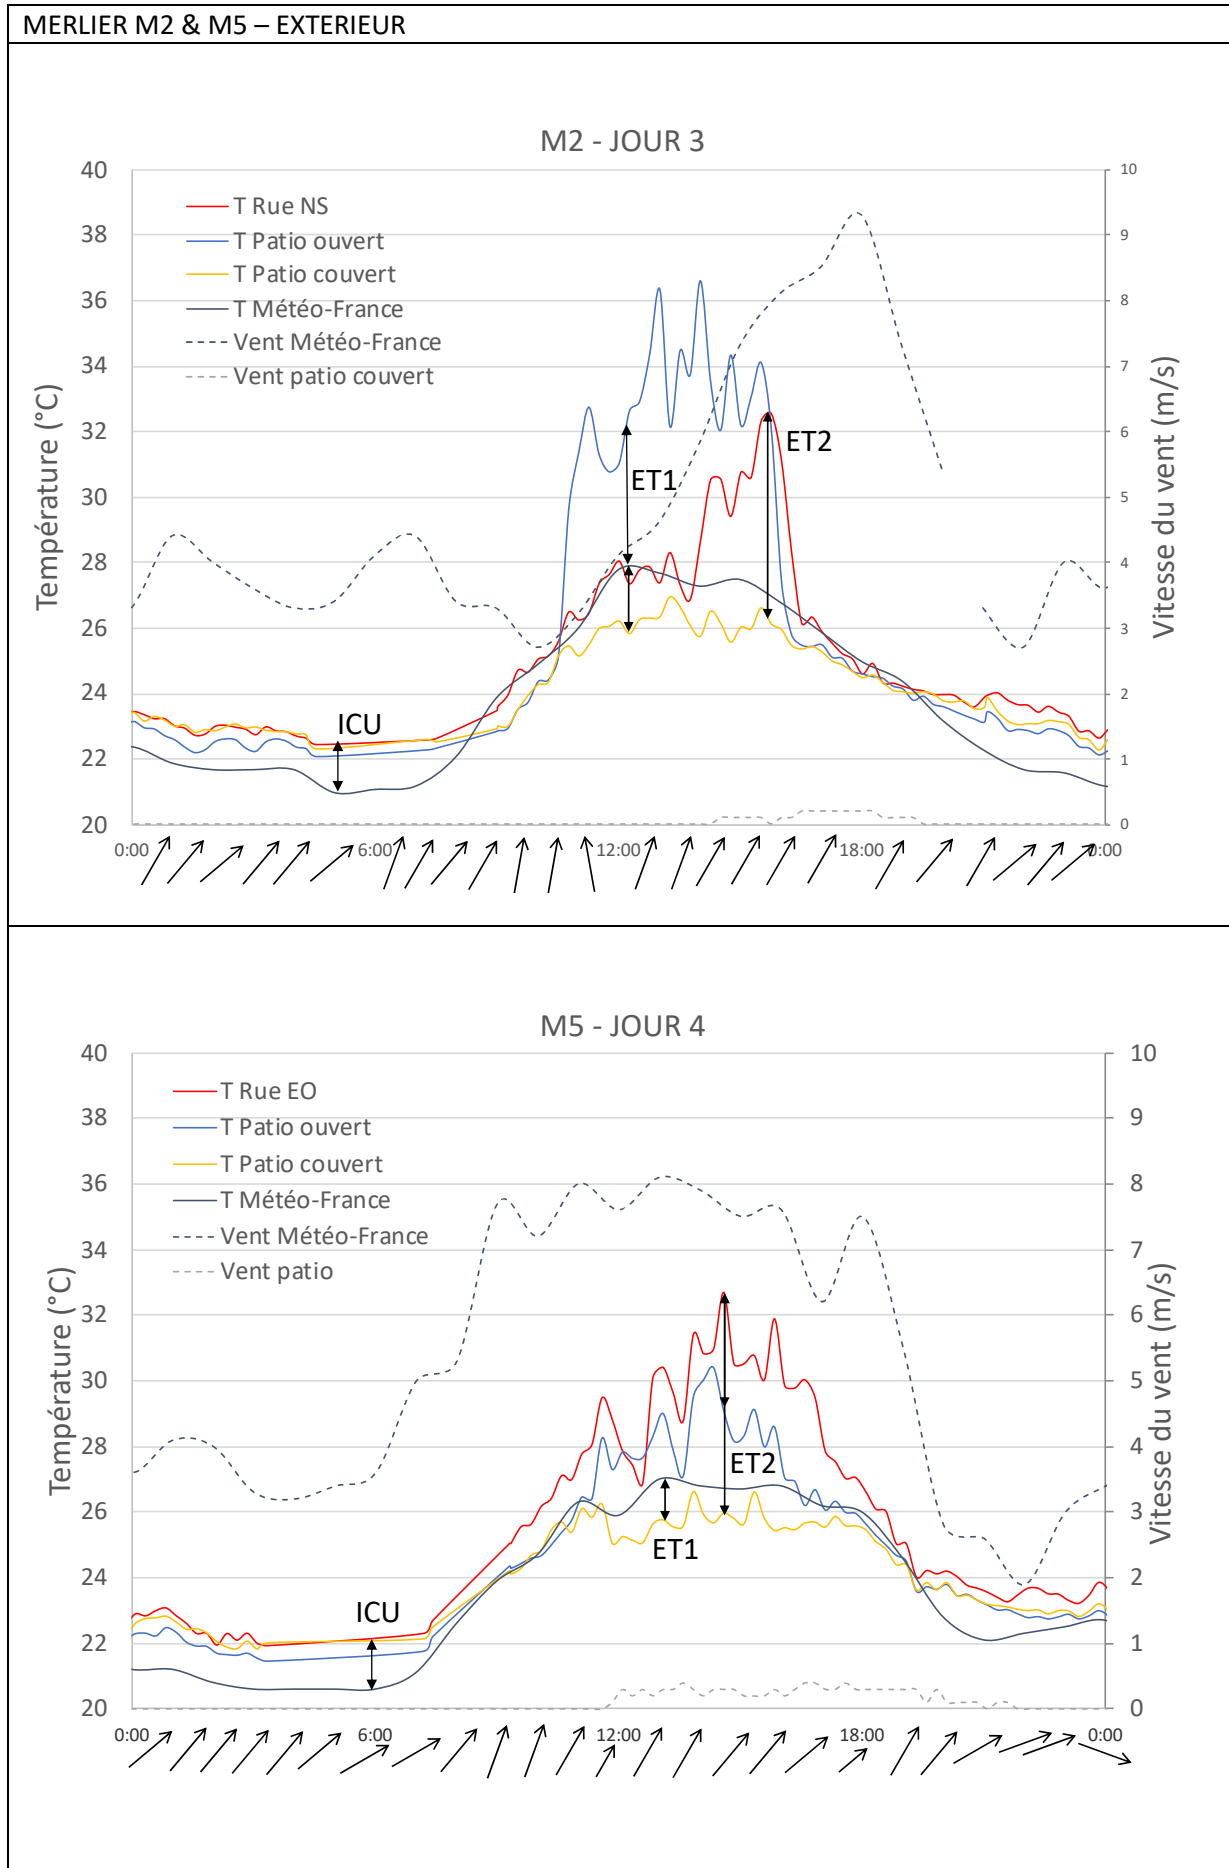 MERLIER M2 & M5 – EXTERIEUR
M2 - JOUR 3
40
38
36
34
32
30
28
26
24
22
20
Température (°C)
T Rue NS
T Patio ouvert
T Patio couvert
T Météo-France
Vent Météo-France
Vent patio couvert
ET1
ET2
ICU
10
9
8
7
6
5
4
3
2
1
0
Vitesse du vent (m/s)
0:00
6:00
12:00
18:00
0:00
M5 - JOUR 4
40
38
36
34
32
30
28
26
24
22
20
Température (°C)
T Rue EO
T Patio ouvert
T Patio couvert
T Météo-France
Vent Météo-France
Vent patio
ET2
ET1
ICU
10
9
8
7
6
5
4
3
2
1
0
Vitesse du vent (m/s)
0:00
6:00
12:00
18:00
0:00